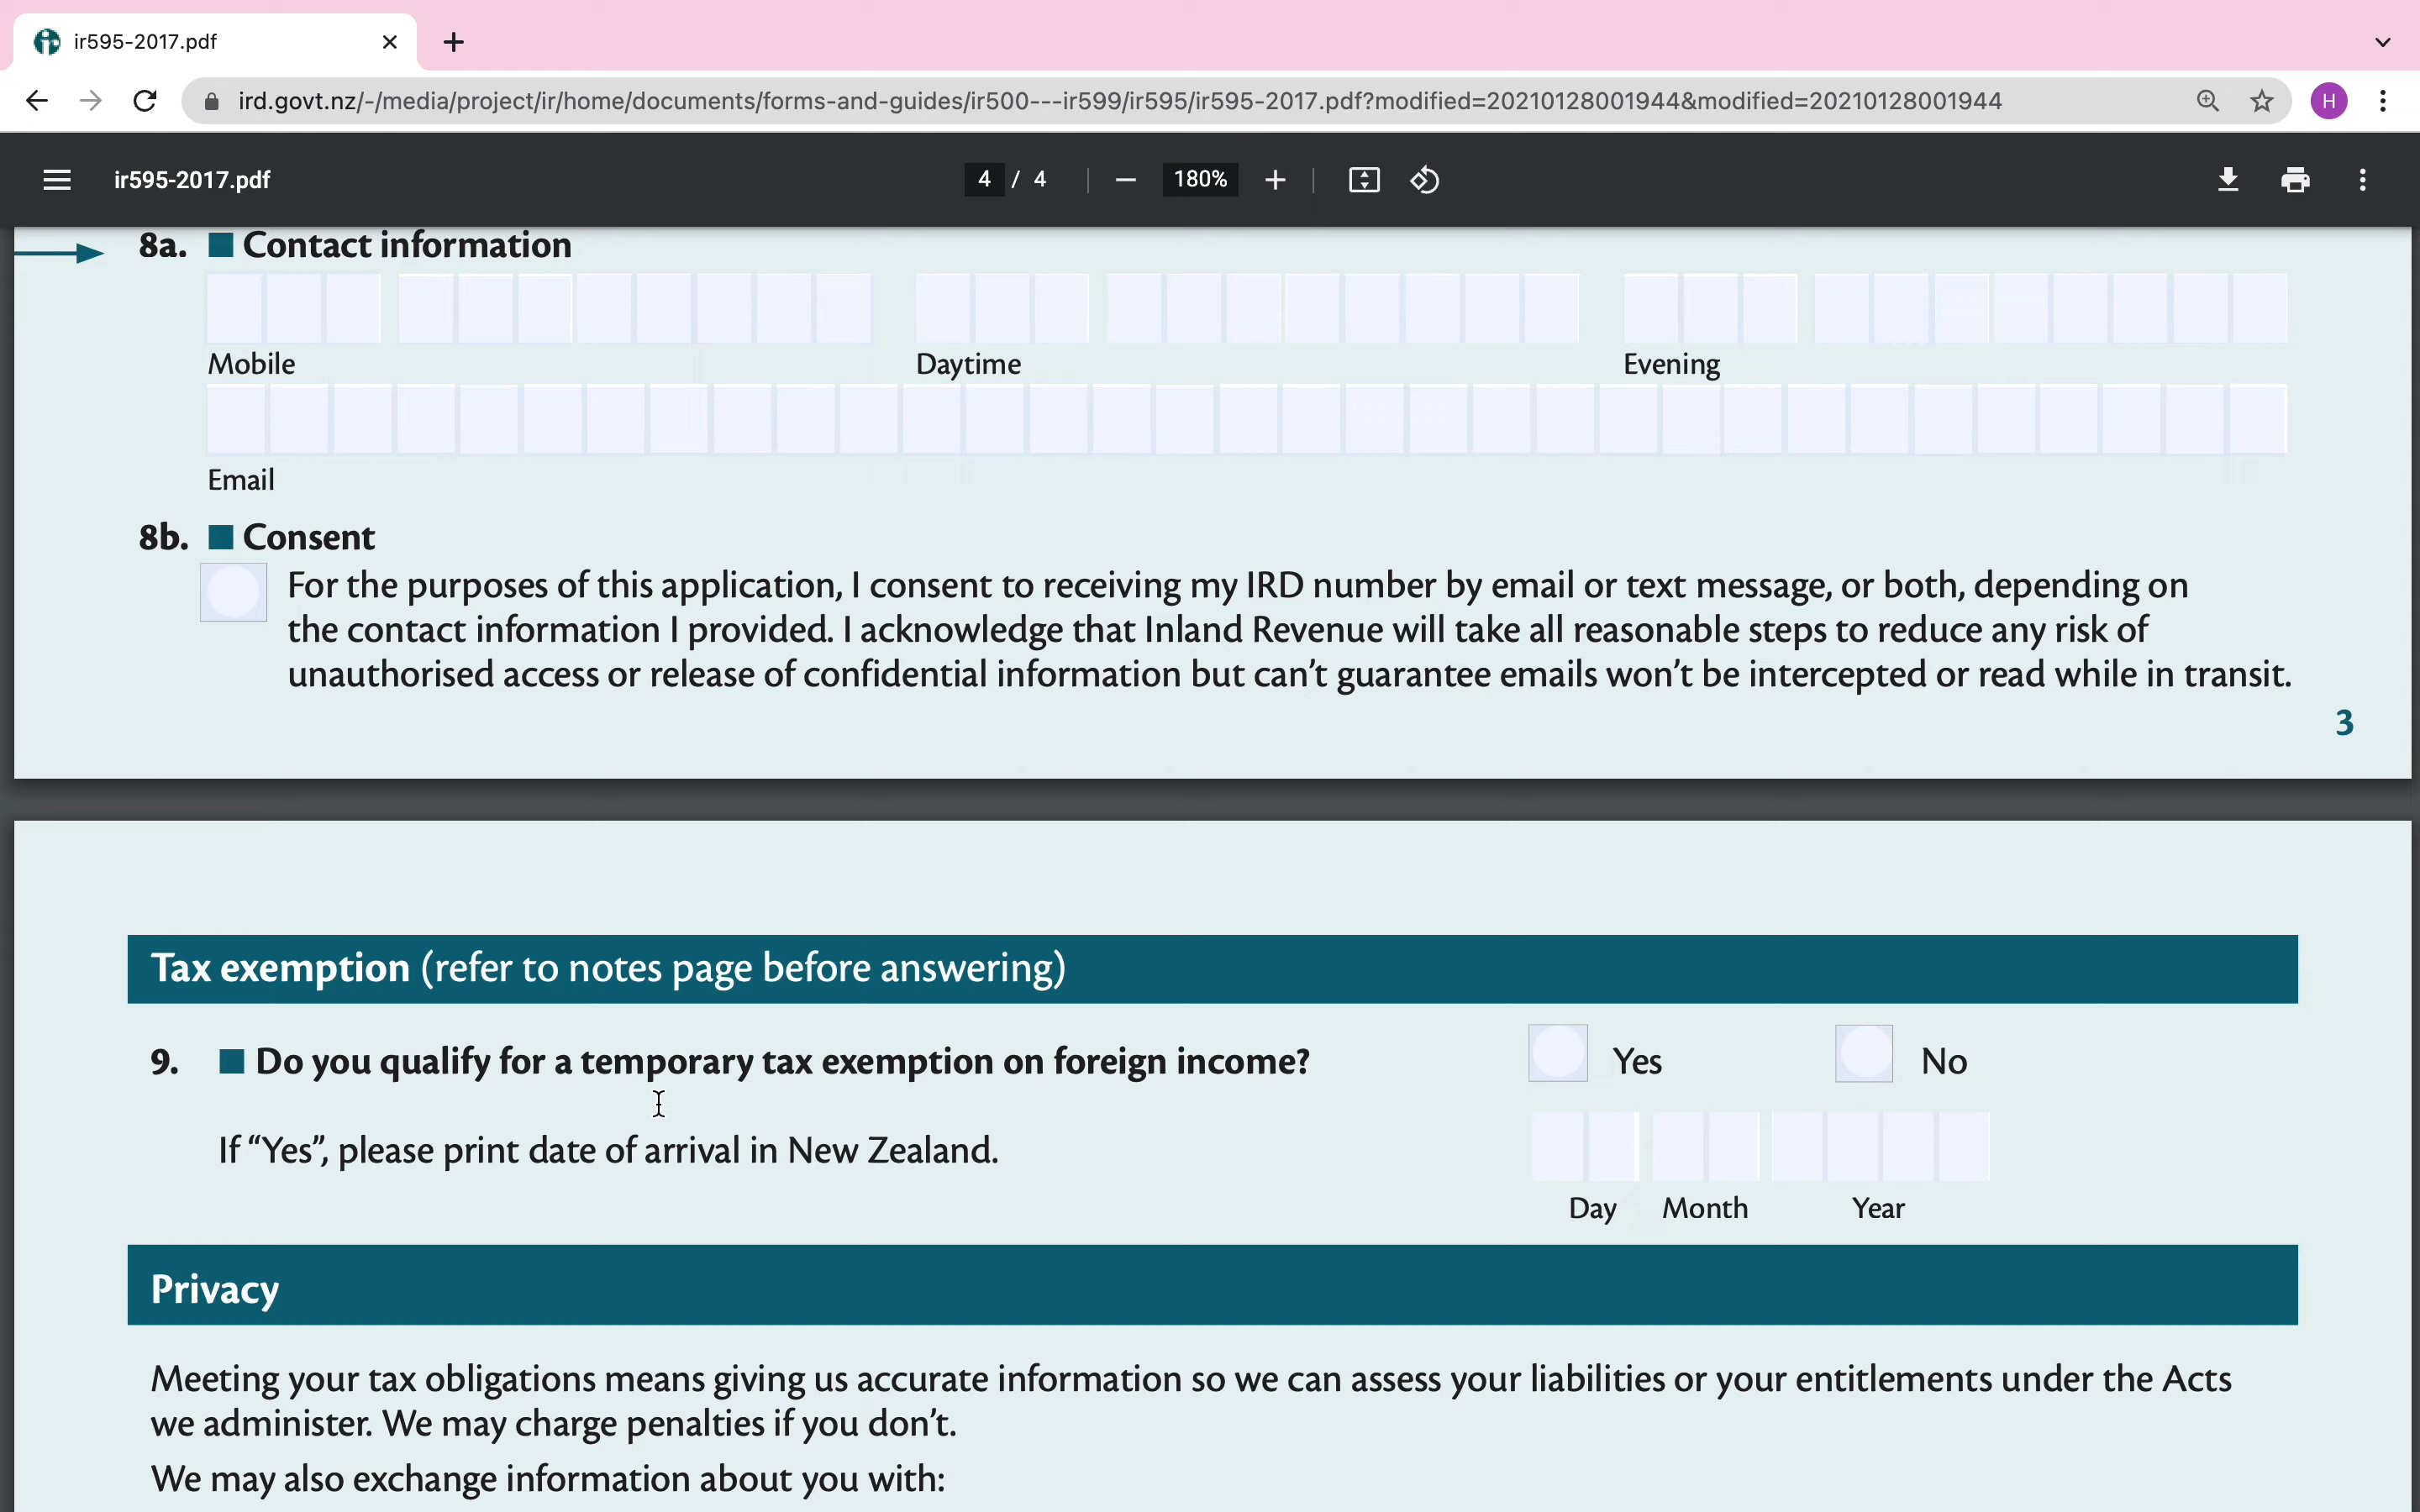 ir595-2017.pdf
ird.govt.nz/-/media/project/ir/home/documents/forms-and-guides/ir500---ir599/ir595/ir595-2017.pdf?modified=20210128001944&modified=20210128001944
H
ir595-2017.pdf
4 / 4
180%
8a. Contact information
Mobile Daytime Evening
Email
8b. Consent
For the purposes of this application, I consent to receiving my IRD number by email or text message, or both, depending on
the contact information I provided. I acknowledge that Inland Revenue will take all reasonable steps to reduce any risk of
unauthorised access or release of confidential information but can't guarantee emails won't be intercepted or read while in transit.
3
Tax exemption (refer to notes page before answering)
9. Do you qualify for a temporary tax exemption on foreign income? Yes No
If “Yes”, please print date of arrival in New Zealand.
Day Month Year
Privacy
Meeting your tax obligations means giving us accurate information so we can assess your liabilities or your entitlements under the Acts
we administer. We may charge penalties if you don't.
We may also exchange information about you with: